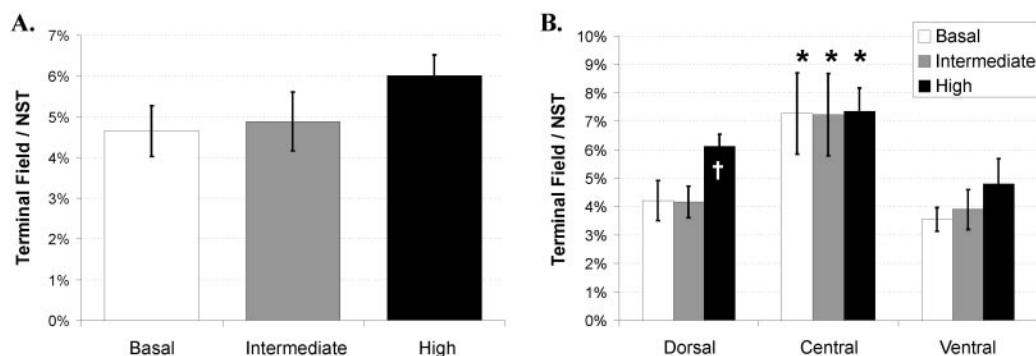 A.
Terminal Field / NST
7%
6%
5%
4%
3%
2%
1%
0%
Basal
Intermediate
High
B.
Terminal Field / NST
10%
9%
8%
7%
6%
5%
4%
3%
2%
1%
0%
Basal
Intermediate
High
* * *
†
Dorsal
Central
Ventral